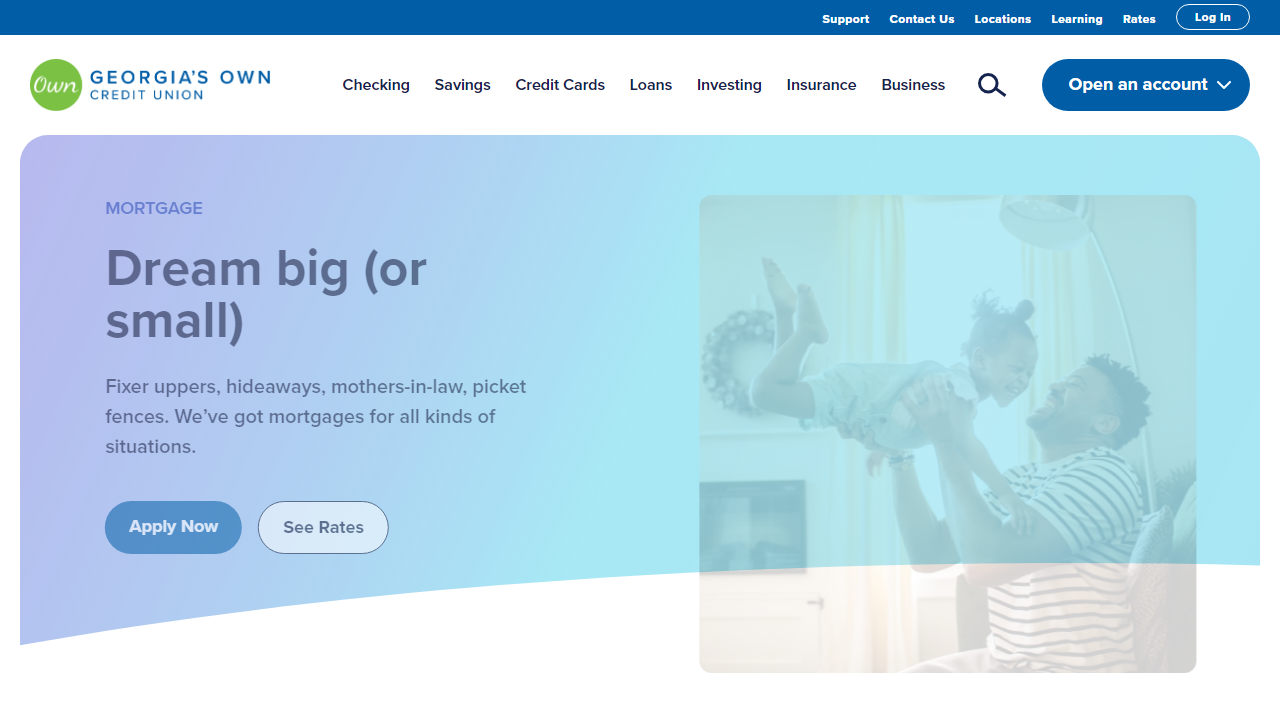 Support Contact Us Locations Learning Rates Log In
Own GEORGIA'S OWN
CREDIT UNION
Checking Savings Credit Cards Loans Investing Insurance Business Open an account
MORTGAGE
Dream big (or
small)
Fixer uppers, hideaways, mothers-in-law, picket
fences. We’ve got mortgages for all kinds of
situations.
Apply Now See Rates